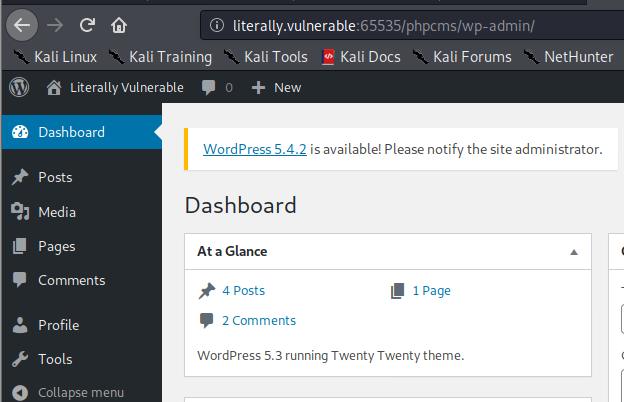 literally.vulnerable:65535/phpcms/wp-admin/
Kali Linux Kali Training Kali Tools Kali Docs Kali Forums NetHunter
Literally Vulnerable 0 New
Dashboard
Posts
Media
Pages
Comments
Profile
Tools
Collapse menu
WordPress 5.4.2 is available! Please notify the site administrator.
Dashboard
At a Glance
4 Posts 1 Page
2 Comments
WordPress 5.3 running Twenty Twenty theme.